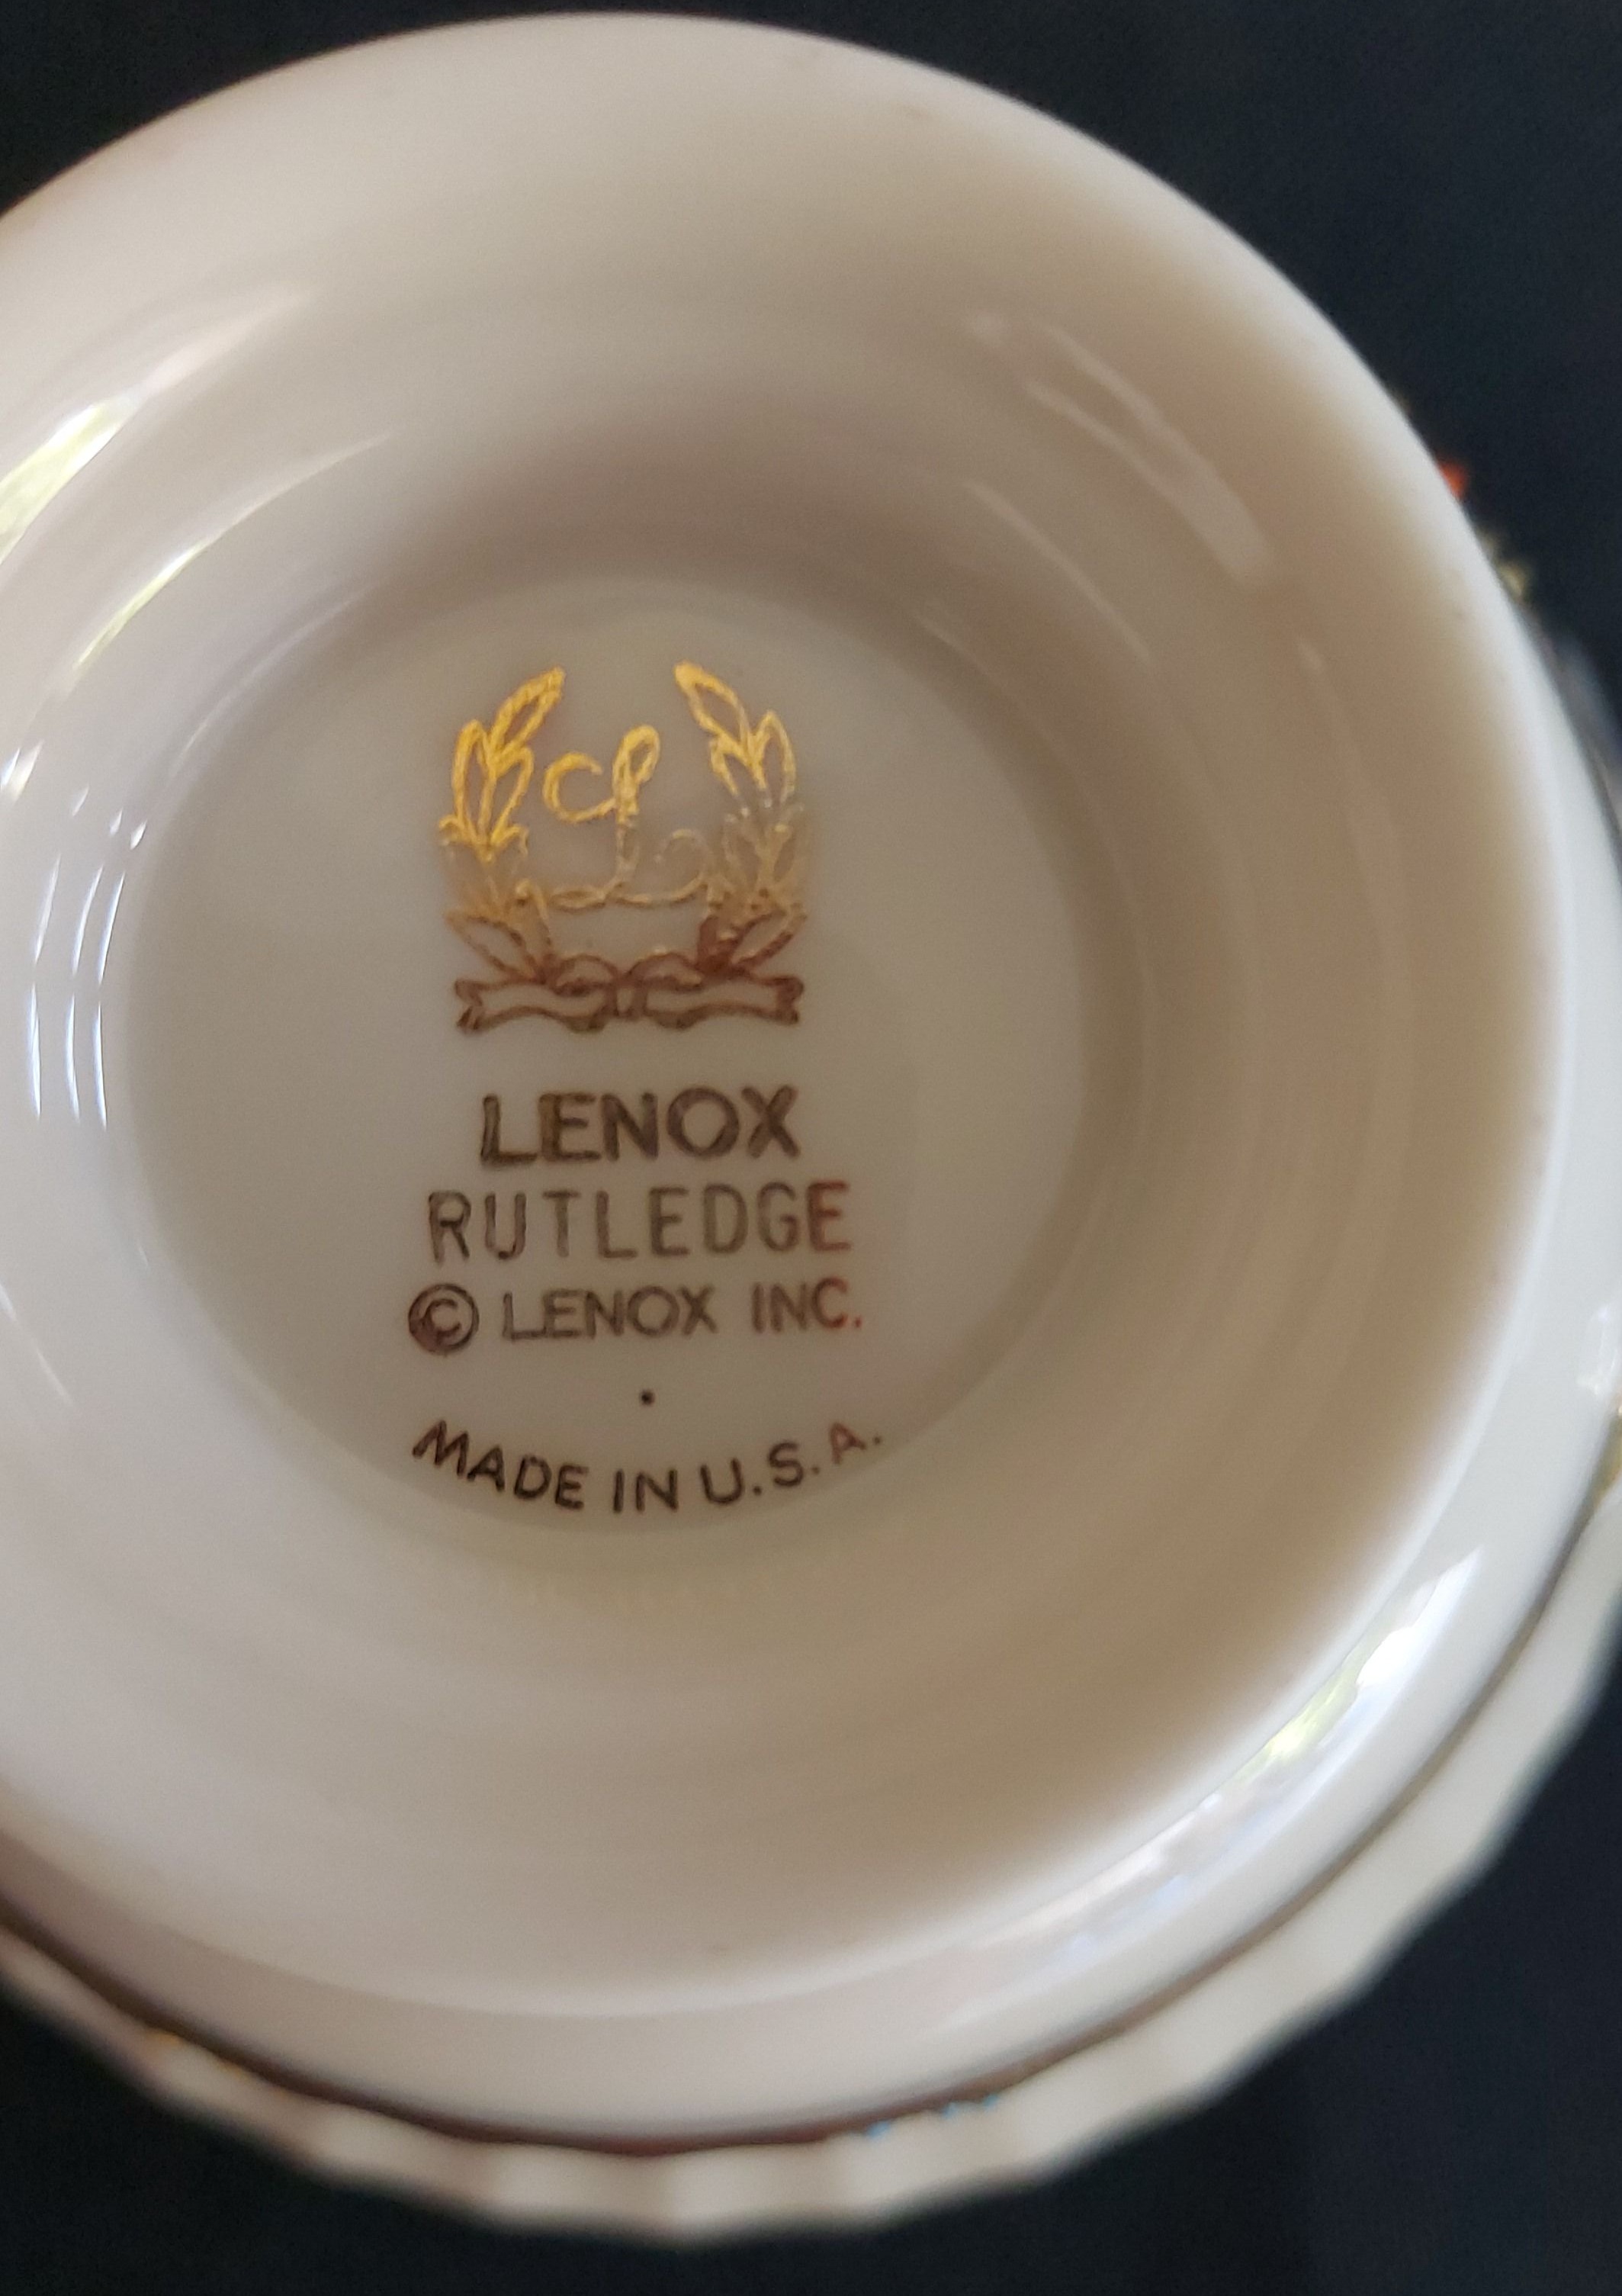 L
LENOX
RUTLEDGE
© LENOX INC.
.
MADE IN U.S.A.